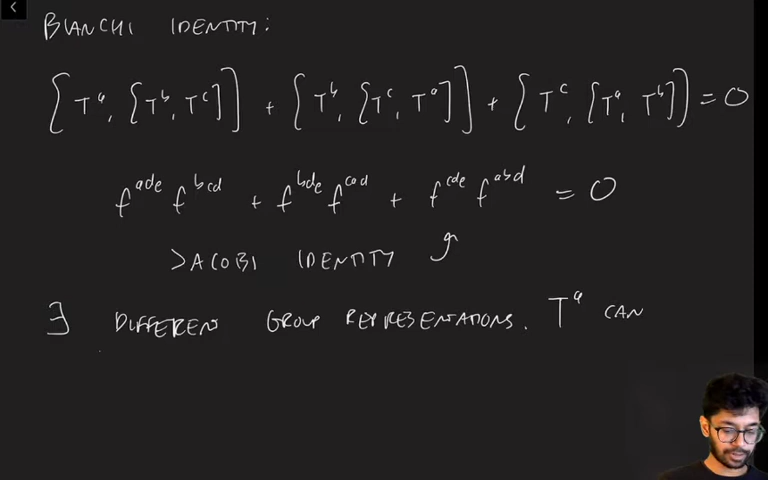 BIANCHI IDENTITY:
[T^a, [T^b, T^c]] + [T^b, [T^c, T^a]] + [T^c, [T^a, T^b]] = 0
f^{ade} f^{bcd} + f^{bde} f^{cad} + f^{cde} f^{abd} = 0
JACOBI IDENTITY
∃ DIFFERENT GROUP REPRESENTATIONS. T^a CAN